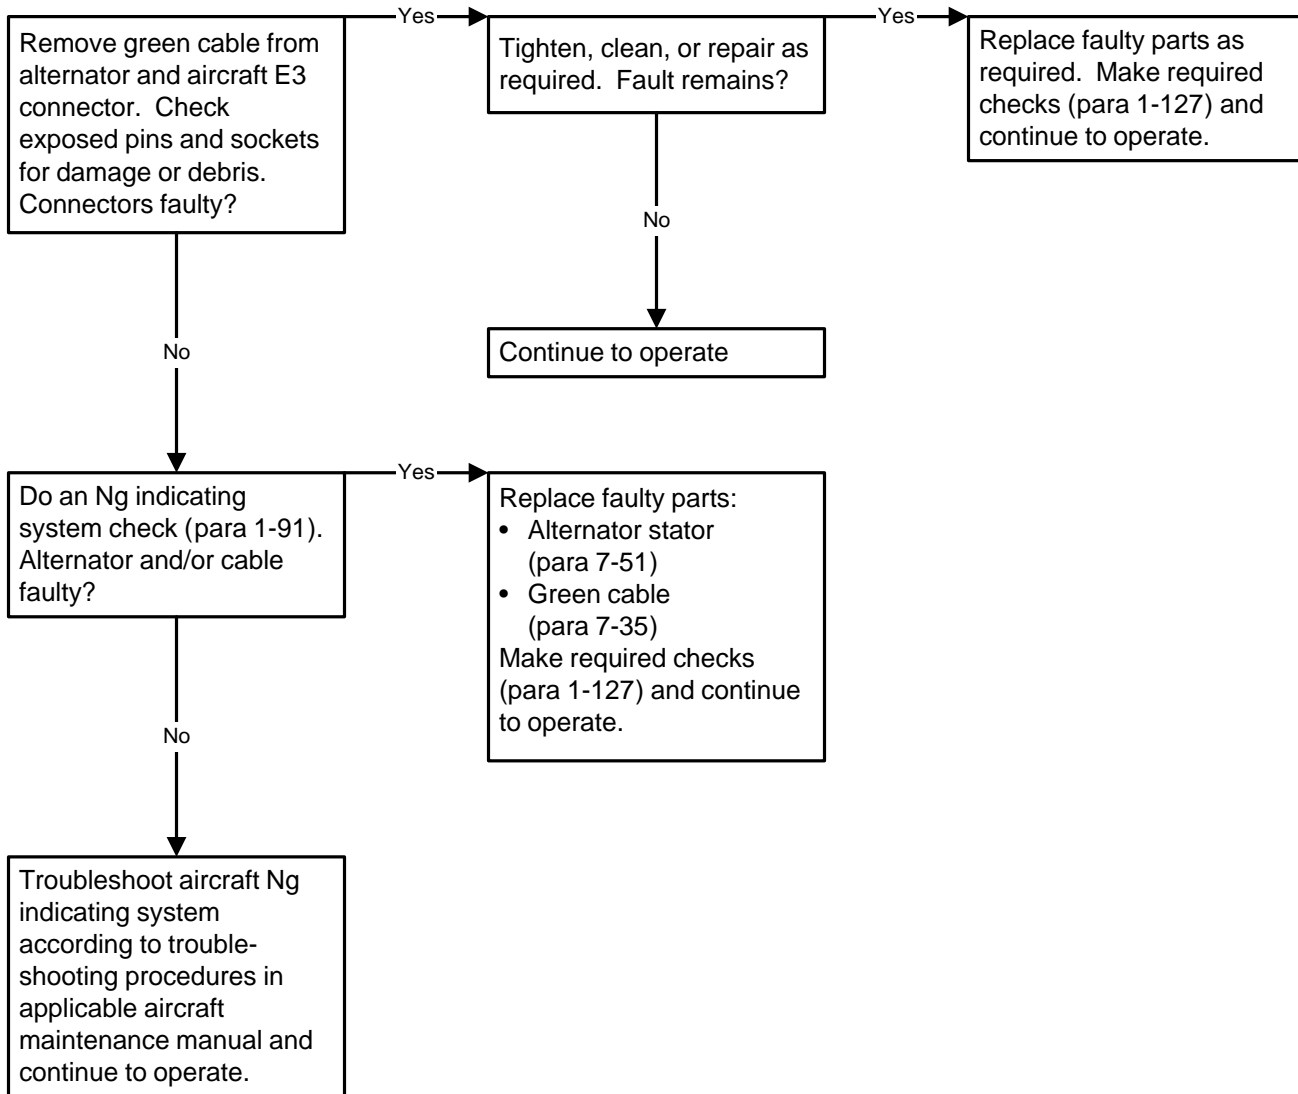 Remove green cable from
alternator and aircraft E3
connector. Check
exposed pins and sockets
for damage or debris.
Connectors faulty?
Yes
Tighten, clean, or repair as
required. Fault remains?
Yes
Replace faulty parts as
required. Make required
checks (para 1-127) and
continue to operate.
No
Continue to operate
No
Do an Ng indicating
system check (para 1-91).
Alternator and/or cable
faulty?
Yes
Replace faulty parts:
• Alternator stator
(para 7-51)
• Green cable
(para 7-35)
Make required checks
(para 1-127) and continue
to operate.
No
Troubleshoot aircraft Ng
indicating system
according to trouble-
shooting procedures in
applicable aircraft
maintenance manual and
continue to operate.